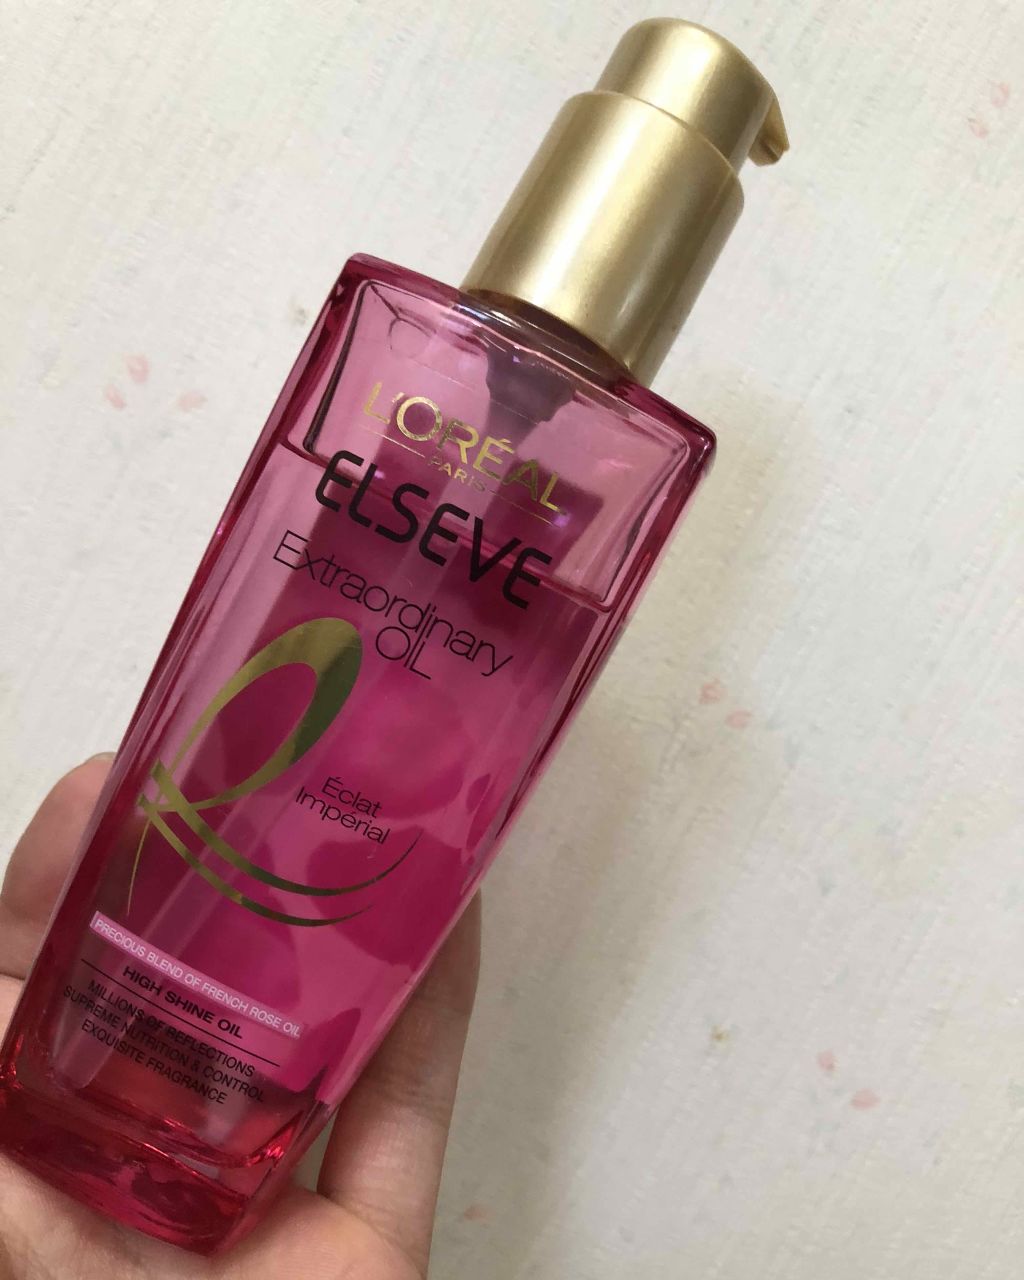 L'ORÉAL
PARIS
ELSEVE
Extraordinary
OIL
Éclat
Impérial
PRECIOUS BLEND OF FRENCH ROSE OIL
HIGH SHINE OIL
MILLIONS OF REFLECTIONS
SUPREME NUTRITION & CONTROL
EXQUISITE FRAGRANCE